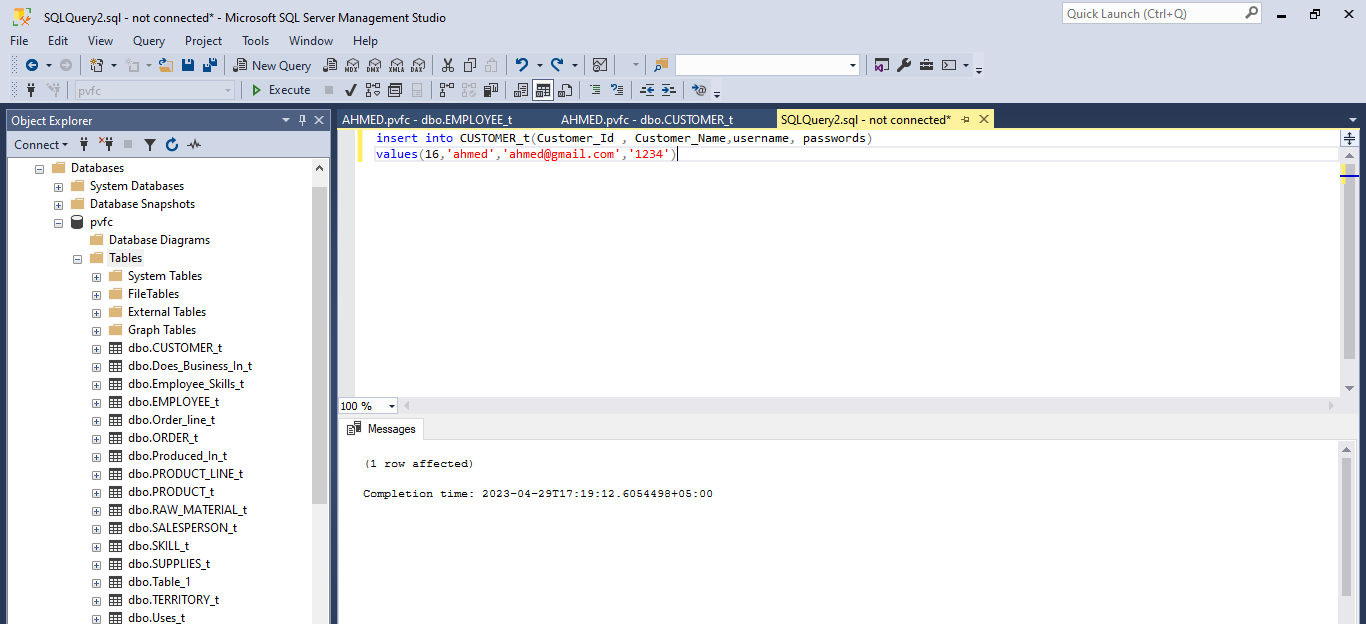 SQLQuery2.sql - not connected* - Microsoft SQL Server Management Studio
Quick Launch (Ctrl+Q)
File Edit View Query Project Tools Window Help
New Query MDX DMX XMLA DAX
pvfc Execute
Object Explorer
Connect
Databases
System Databases
Database Snapshots
pvfc
Database Diagrams
Tables
System Tables
FileTables
External Tables
Graph Tables
dbo.CUSTOMER_t
dbo.Does_Business_In_t
dbo.Employee_Skills_t
dbo.EMPLOYEE_t
dbo.Order_line_t
dbo.ORDER_t
dbo.Produced_In_t
dbo.PRODUCT_LINE_t
dbo.PRODUCT_t
dbo.RAW_MATERIAL_t
dbo.SALESPERSON_t
dbo.SKILL_t
dbo.SUPPLIES_t
dbo.Table_1
dbo.TERRITORY_t
dbo.Uses_t
AHMED.pvfc - dbo.EMPLOYEE_t AHMED.pvfc - dbo.CUSTOMER_t SQLQuery2.sql - not connected*
insert into CUSTOMER_t(Customer_Id , Customer_Name,username, passwords)
values(16,'ahmed','ahmed@gmail.com','1234')
100 %
Messages
(1 row affected)
Completion time: 2023-04-29T17:19:12.6054498+05:00